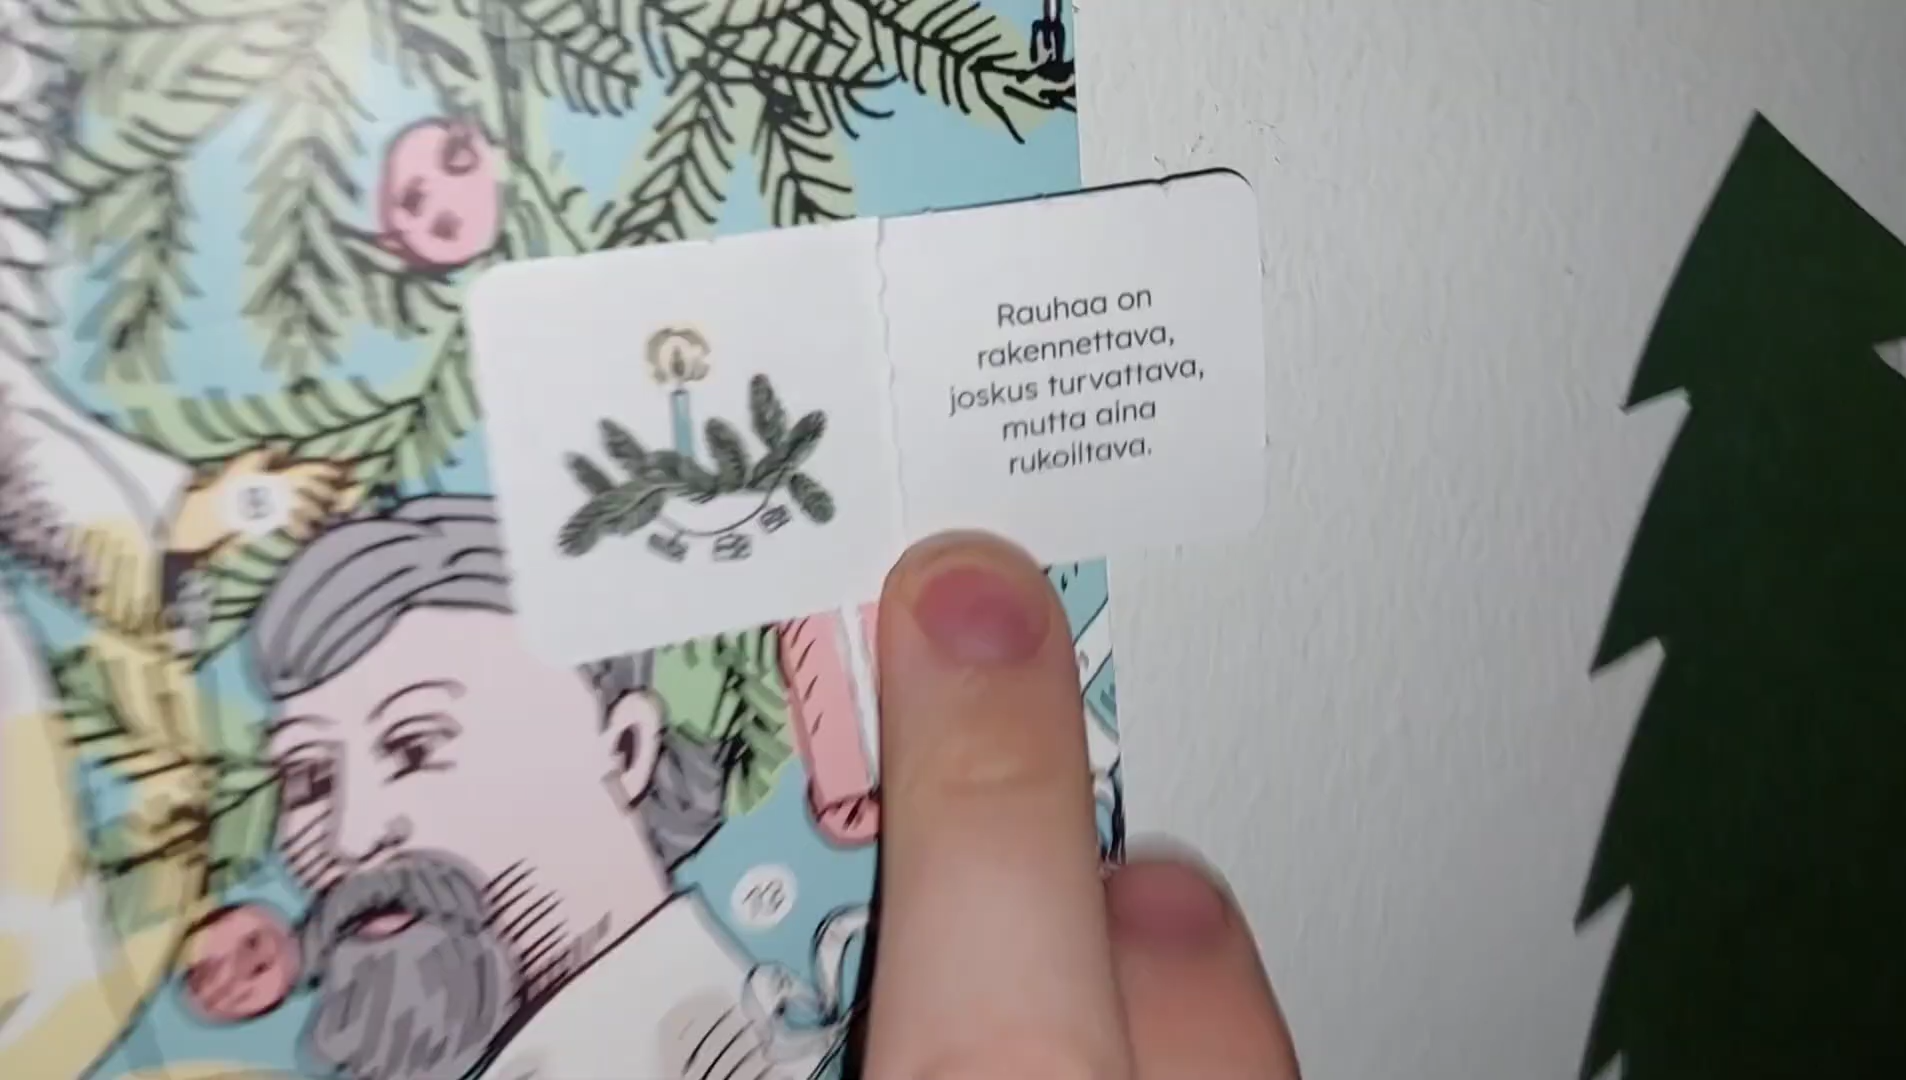 Rauhaa on
rakennettava,
joskus turvattava,
mutta aina
rukoiltava.